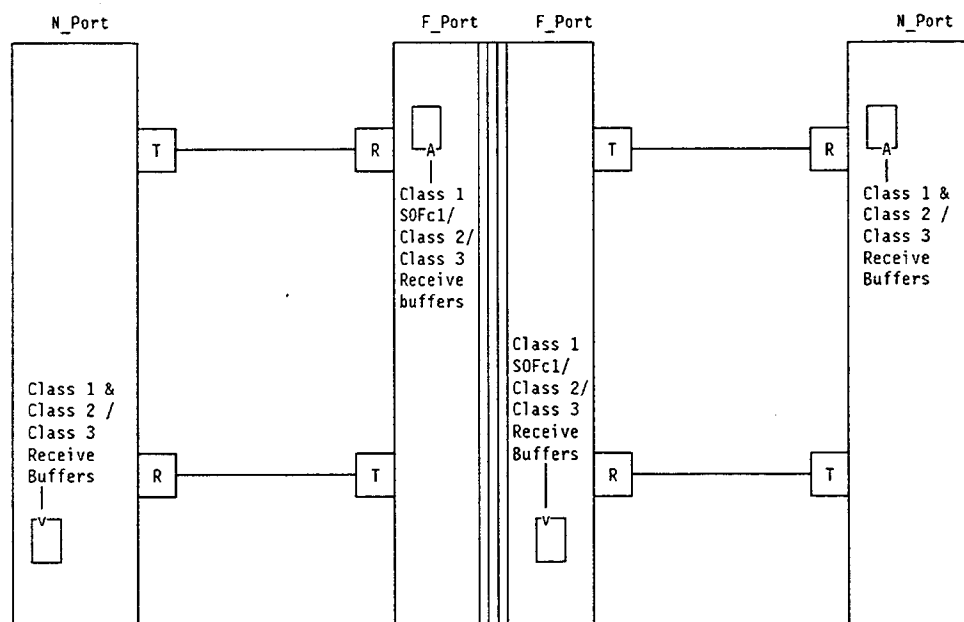 N_Port
F_Port
F_Port
N_Port
T
R
T
R
A
A
Class 1
SOFc1/
Class 2/
Class 3
Receive
buffers
Class 1 &
Class 2 /
Class 3
Receive
Buffers
Class 1 &
Class 2 /
Class 3
Receive
Buffers
Class 1
SOFc1/
Class 2/
Class 3
Receive
Buffers
R
T
R
T
v
v